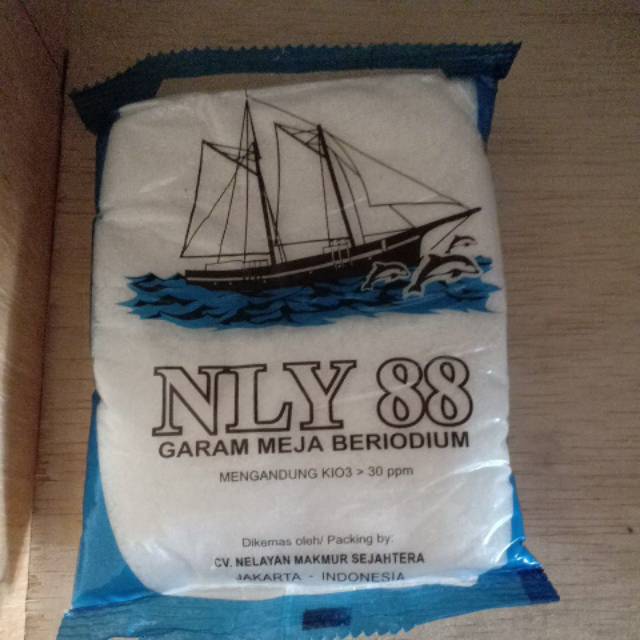 NLY 88
GARAM MEJA BERIODIUM
MENGANDUNG KIO3 > 30 ppm
Dikemas oleh/ Packing by:
CV. NELAYAN MAKMUR SEJAHTERA
JAKARTA - INDONESIA